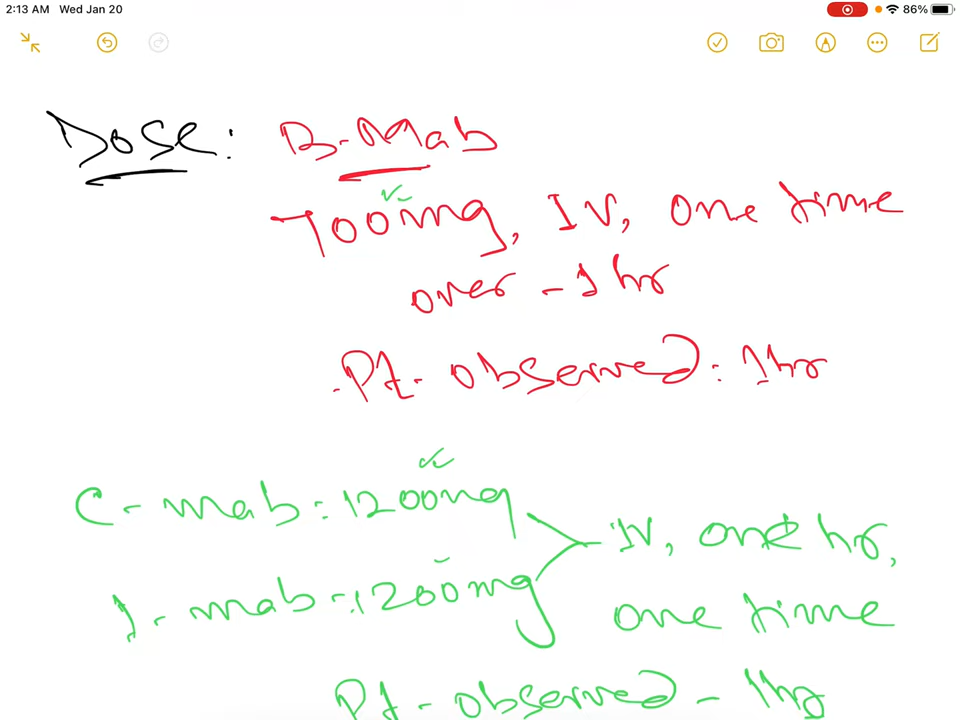 2:13 AM Wed Jan 20 86%
Dose: B-Mab
700mg, IV, one time
over - 1 hr
Pt - observed: 1hr
C - mab: 1200mg
I - mab: 1200mg
IV, one hr,
one time
Pt - observed - 1hr